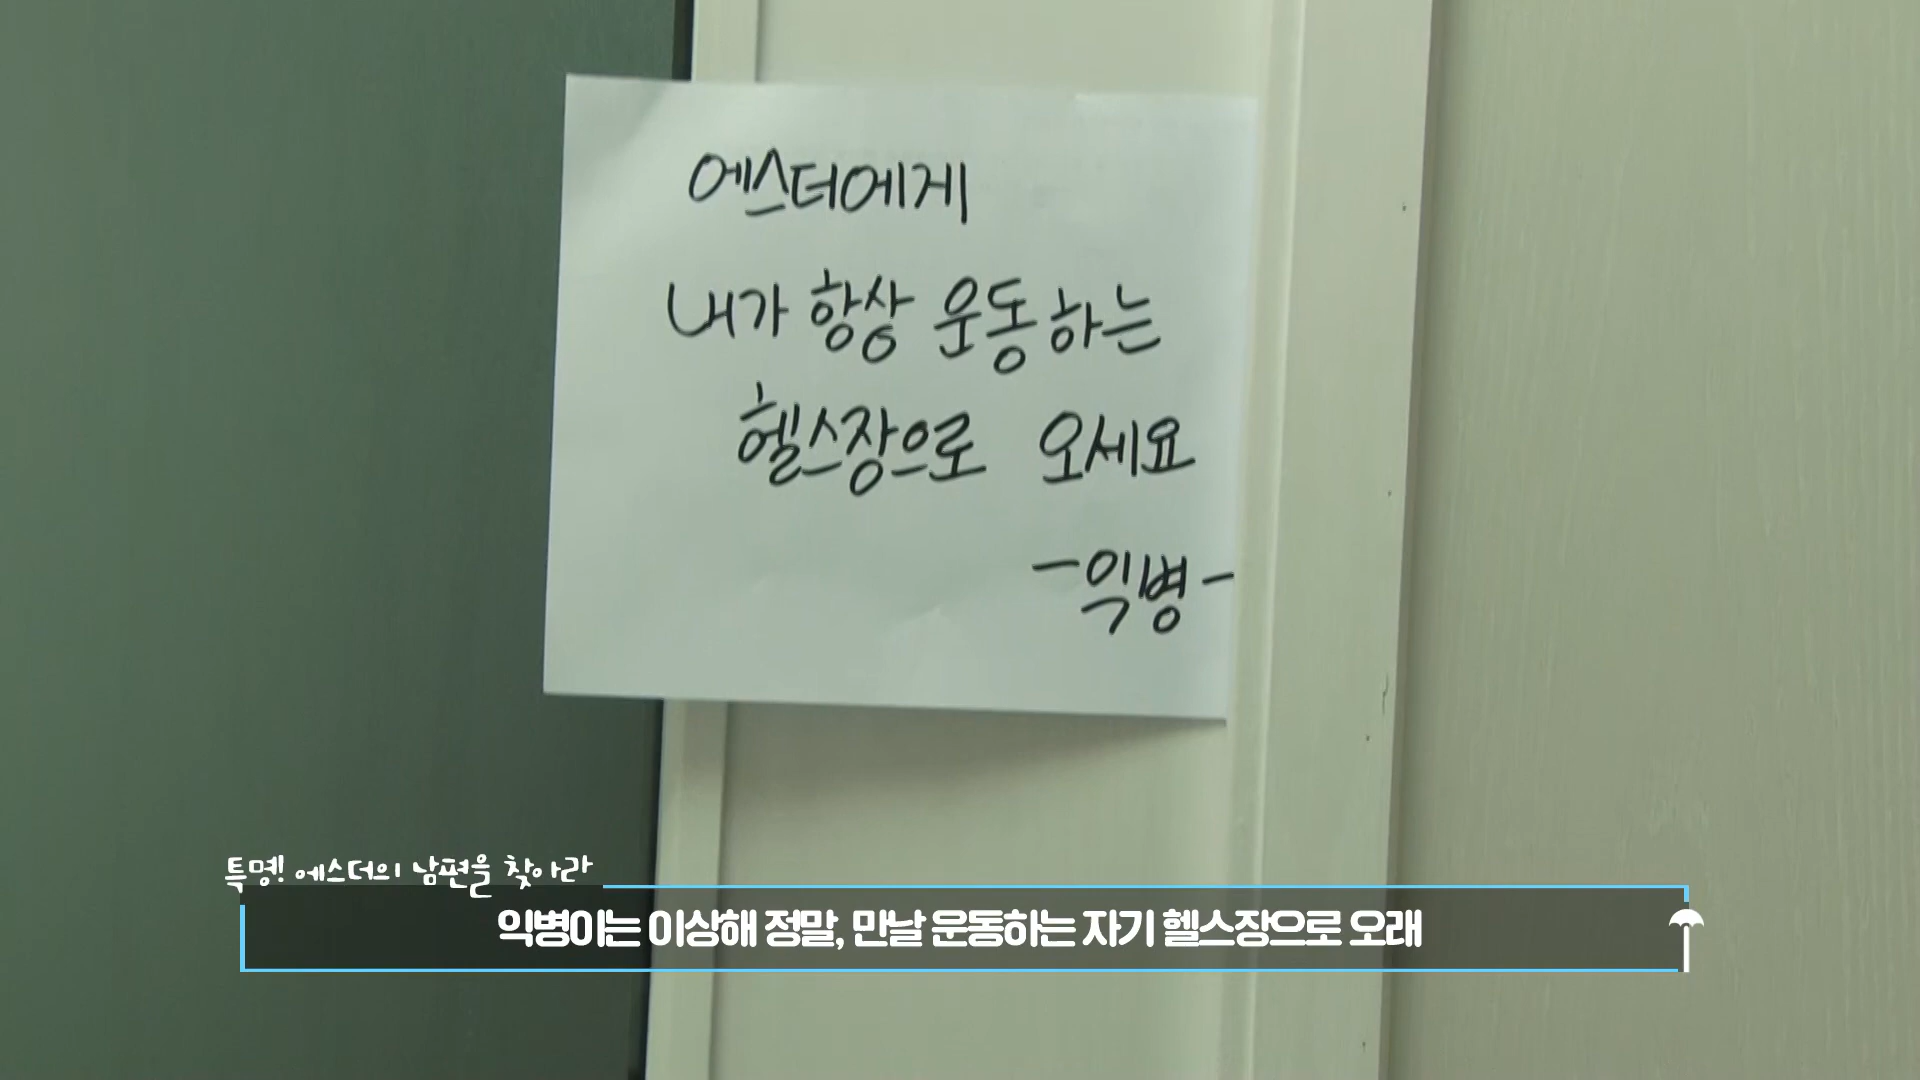 에스더에게
내가 항상 운동하는
헬스장으로 오세요
-익병-
특명! 에스더의 남편을 찾아라
익병이는 이상해 정말, 만날 운동하는 자기 헬스장으로 오래